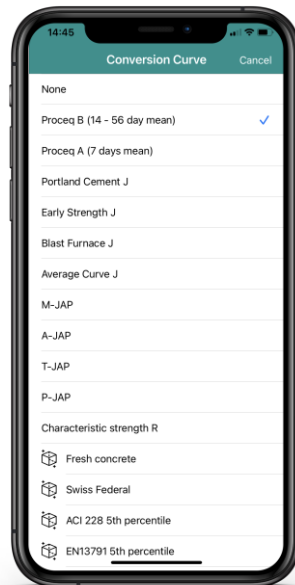 14:45
Conversion Curve Cancel
None
Proceq B (14 - 56 day mean)
Proceq A (7 days mean)
Portland Cement J
Early Strength J
Blast Furnace J
Average Curve J
M-JAP
A-JAP
T-JAP
P-JAP
Characteristic strength R
Fresh concrete
Swiss Federal
ACI 228 5th percentile
EN13791 5th percentile